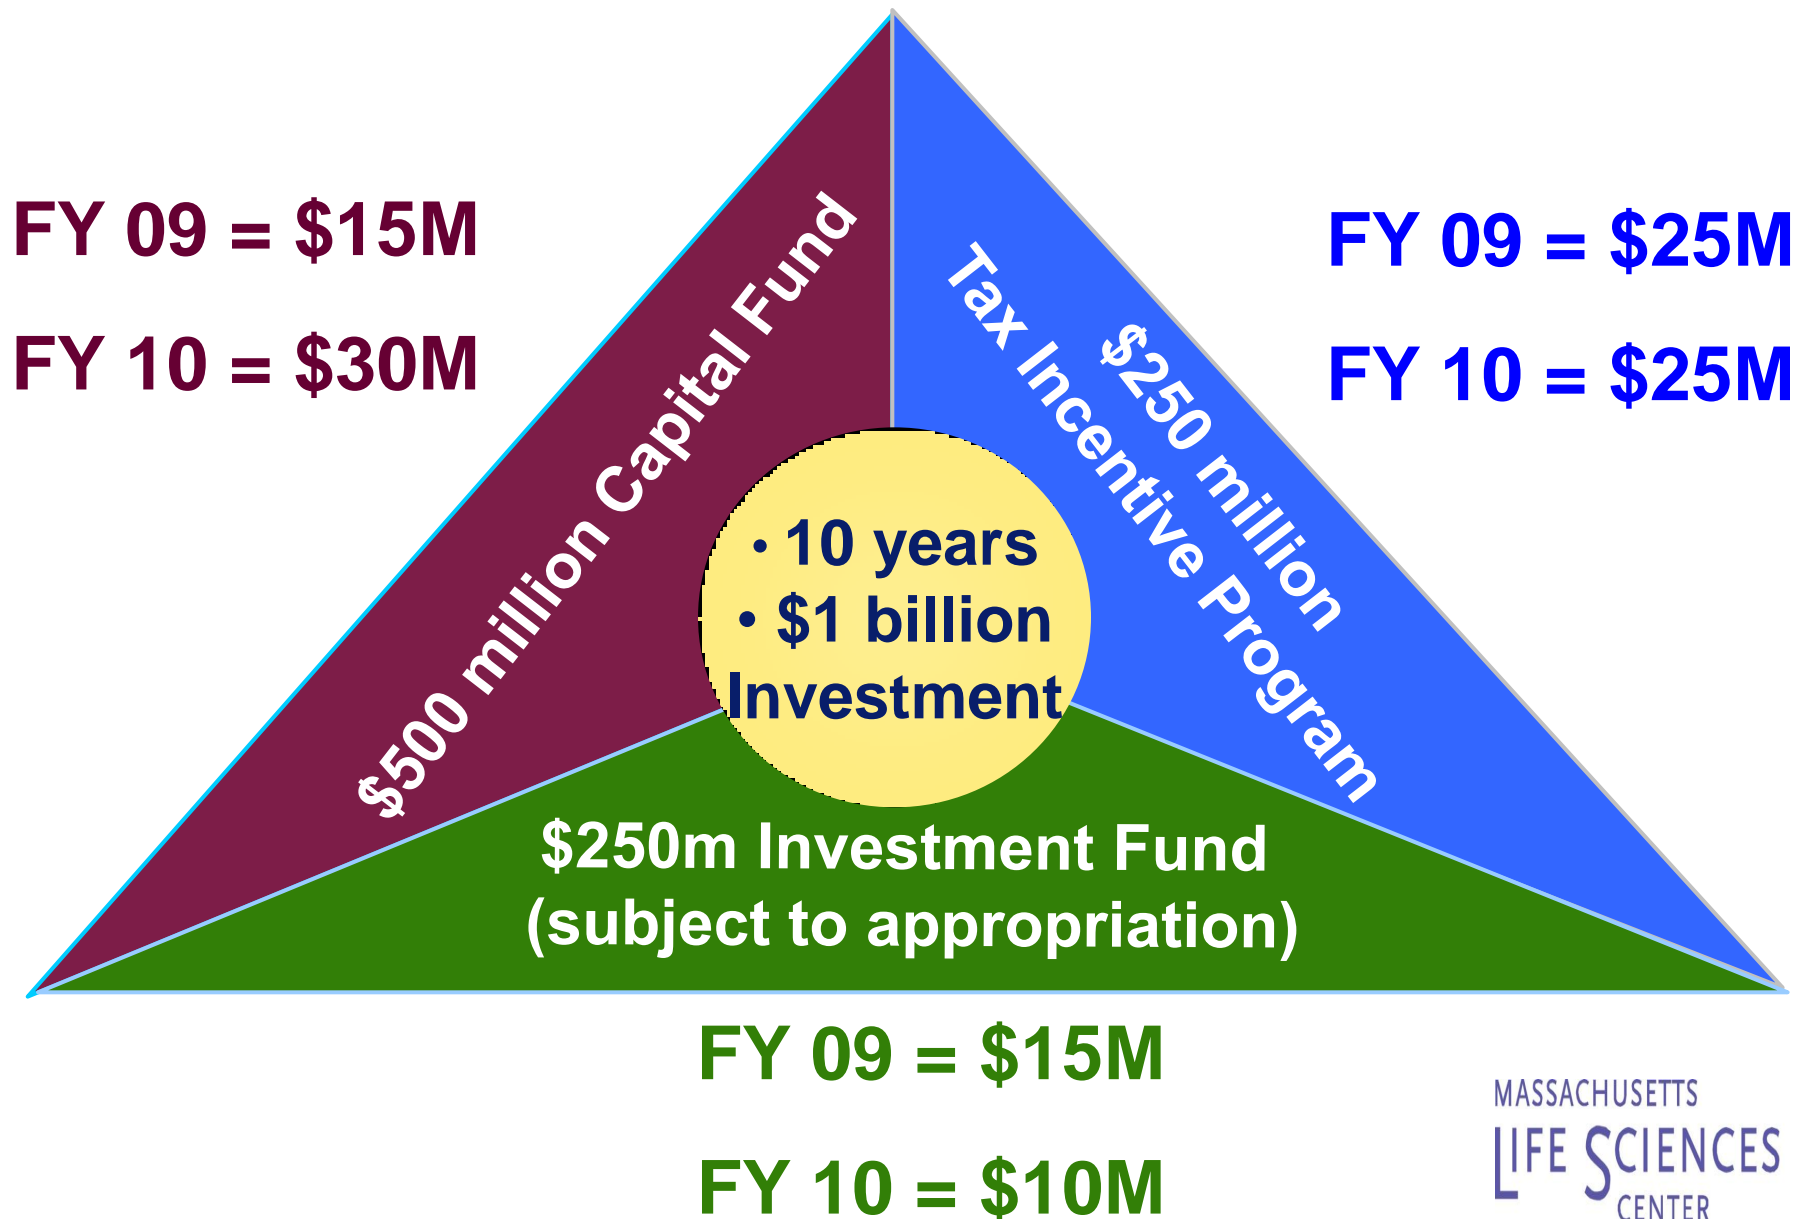 FY 09 = $15M
FY 10 = $30M
$500 million Capital Fund
$250 million
Tax Incentive Program
FY 09 = $25M
FY 10 = $25M
• 10 years
• $1 billion
Investment
$250m Investment Fund
(subject to appropriation)
FY 09 = $15M
FY 10 = $10M
MASSACHUSETTS
LIFE SCIENCES
CENTER